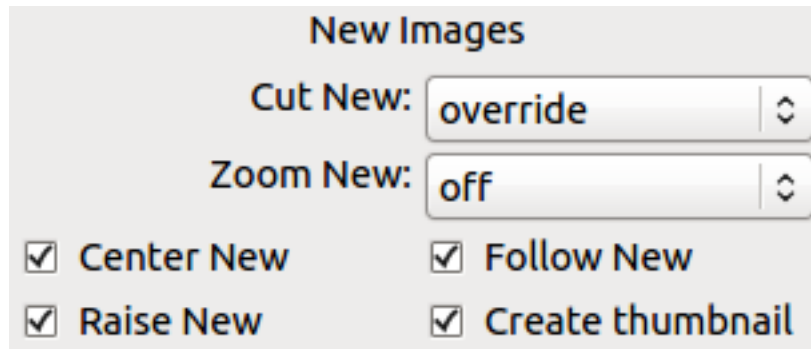 New Images
Cut New: override
Zoom New: off
Center New Follow New
Raise New Create thumbnail